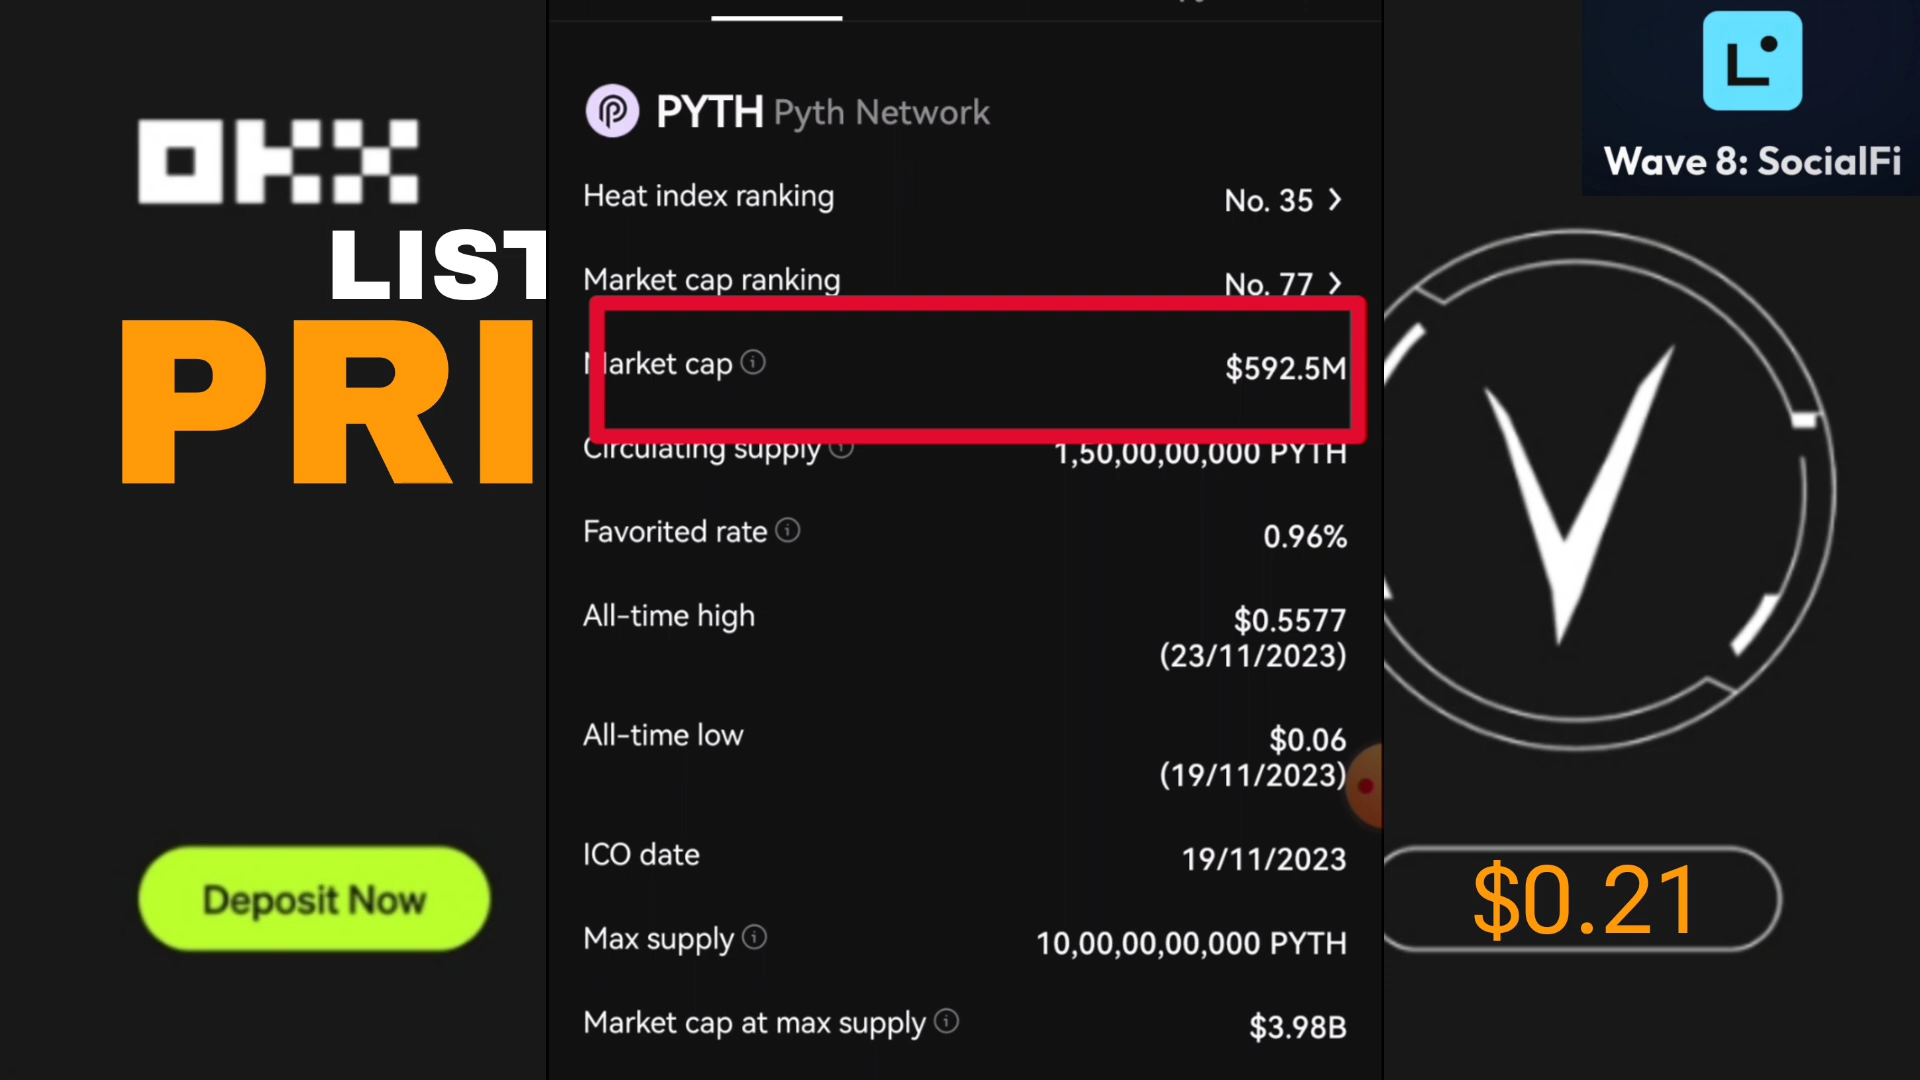 OKX
LIST
PRI
Deposit Now
PYTH Pyth Network
Heat index ranking
No. 35
Market cap ranking
No. 77
Market cap
$592.5M
Circulating supply
1,50,00,00,000 PYTH
Favorited rate
0.96%
All-time high
$0.5577
(23/11/2023)
All-time low
$0.06
(19/11/2023)
ICO date
19/11/2023
Max supply
10,00,00,00,000 PYTH
Market cap at max supply
$3.98B
Wave 8: SocialFi
$0.21